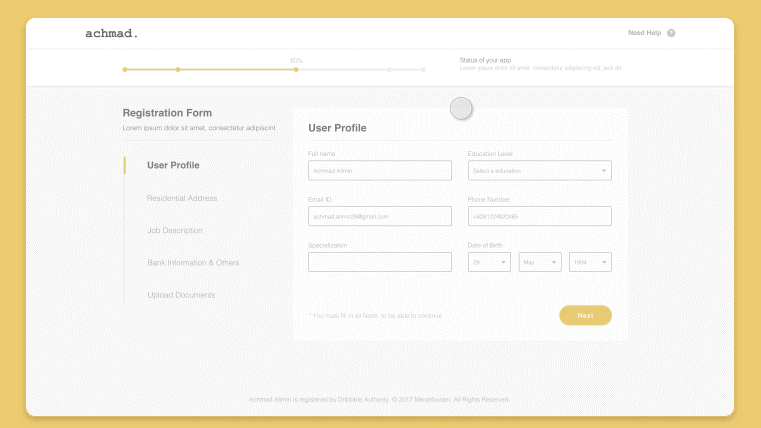 achmad.
Need Help ?
60%
Status of your app
Lorem ipsum dolor sit amet, consectetur adipiscing elit, sed do
Registration Form
Lorem ipsum dolor sit amet, consectetur adipiscint
User Profile
Residential Address
Job Description
Bank Information & Others
Upload Documents
User Profile
Full name
Achmad Alimin
Education Level
Select a education
Email ID
achmad.alimin28@gmail.com
Phone Number
Specialization
Date of Birth
29
May
1994
* You must fill in all fields, to be able to continue
Next
Achmad Alimin is registered by Dribbble Authority. © 2017 All Rights Reserved.